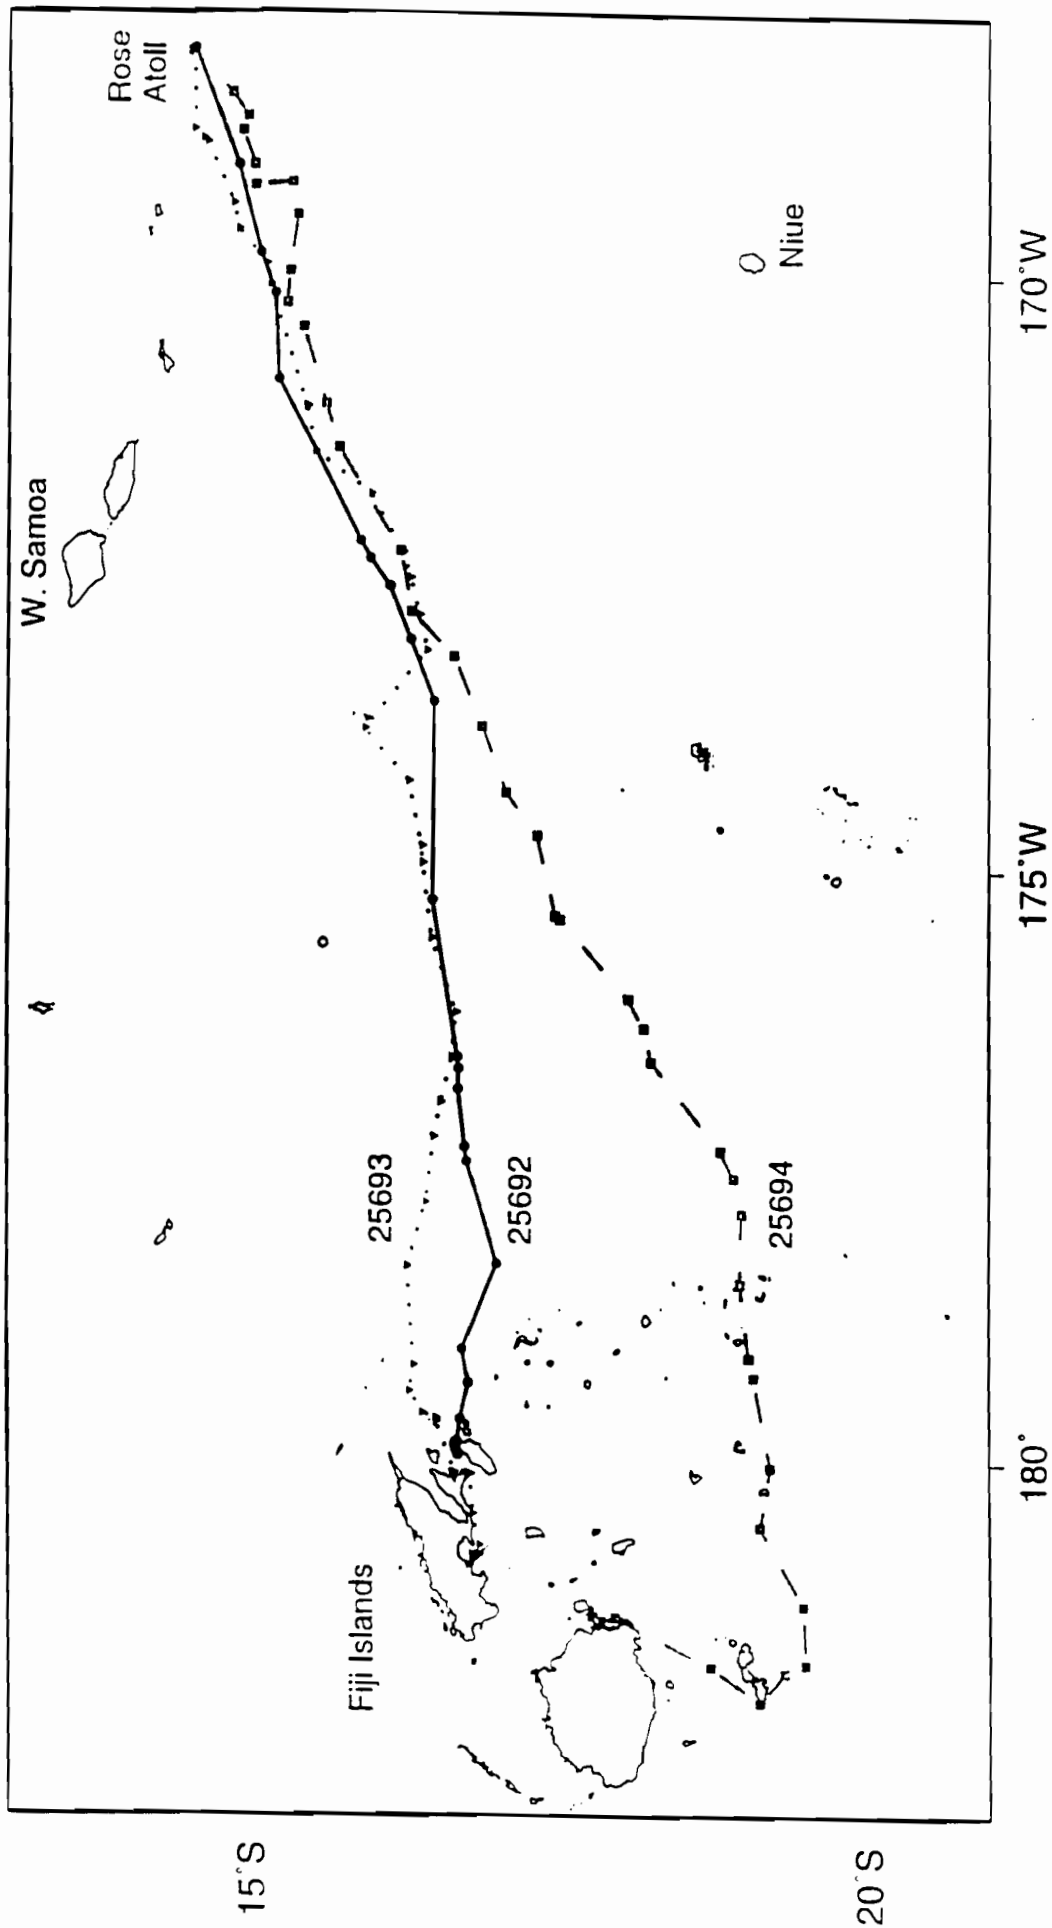 Rose
Atoll
W. Samoa
Niue
25693
25692
25694
Fiji Islands
15°S
20°S
180°
175°W
170°W